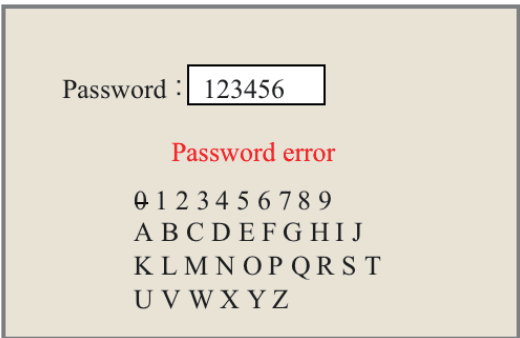 Password：123456
Password error
0 1 2 3 4 5 6 7 8 9
A B C D E F G H I J
K L M N O P Q R S T
U V W X Y Z